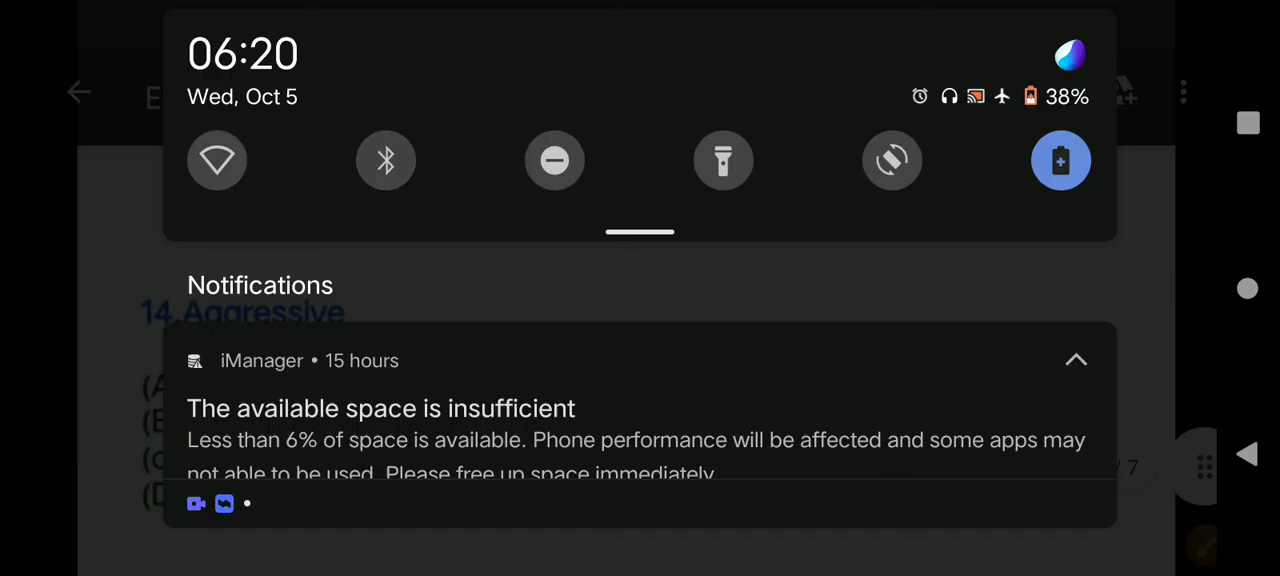 06:20
Wed, Oct 5
38%
E
Notifications
14.Aggressive
iManager • 15 hours
The available space is insufficient
Less than 6% of space is available. Phone performance will be affected and some apps may
not able to be used. Please free up space immediately.
(A
(B
(c
(D
/ 7